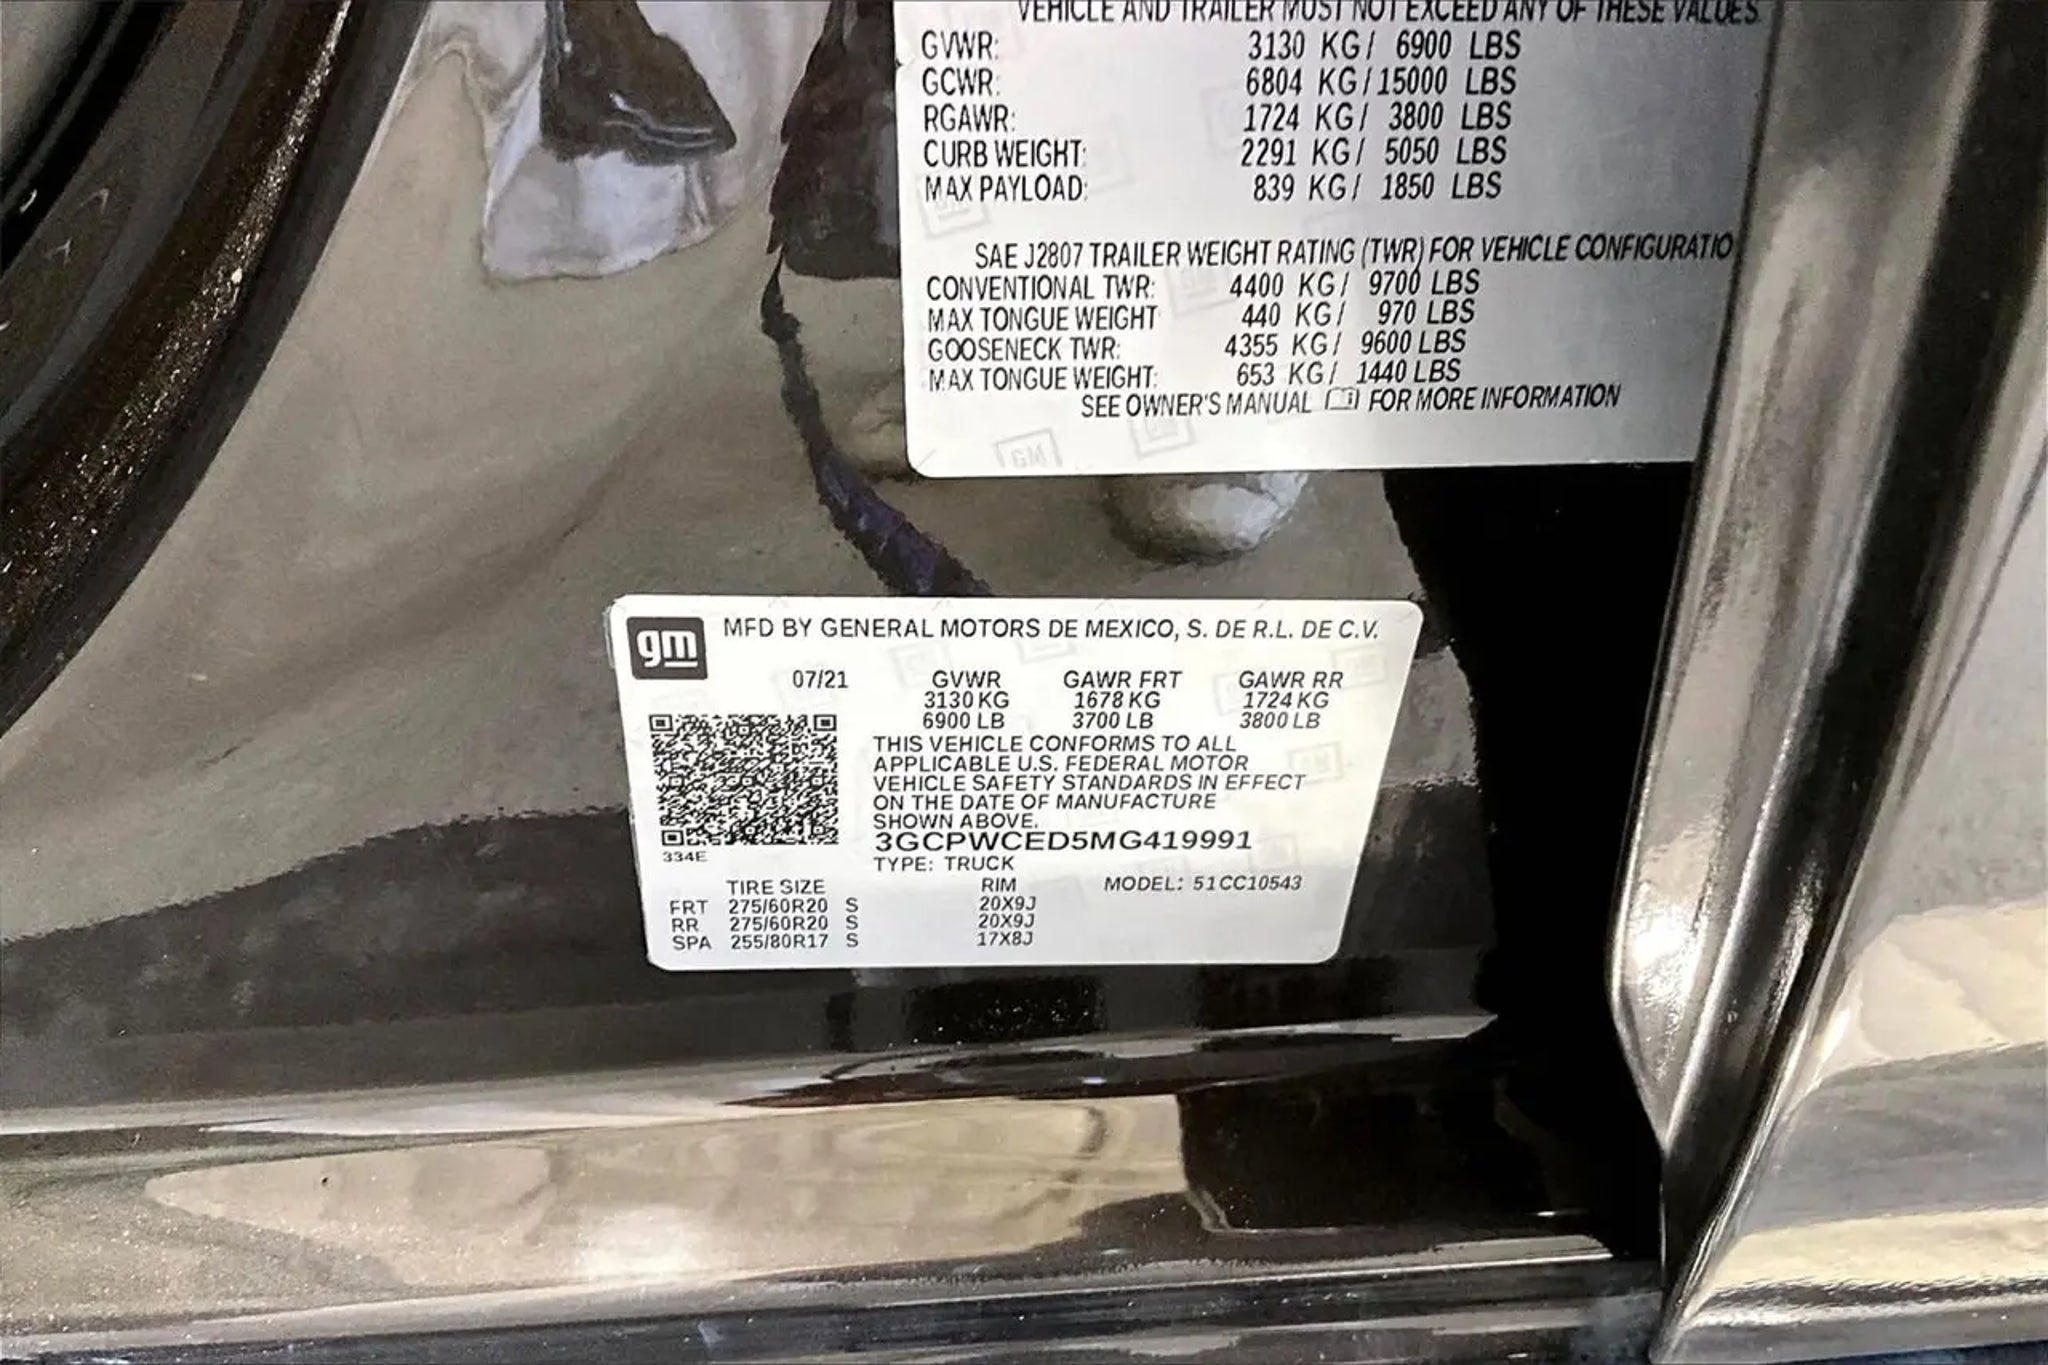 VEHICLE AND TRAILER MUST NOT EXCEED ANY OF THESE VALUES
GVWR: 3130 KG/ 6900 LBS
GCWR: 6804 KG/ 15000 LBS
RGAWR: 1724 KG/ 3800 LBS
CURB WEIGHT: 2291 KG/ 5050 LBS
MAX PAYLOAD: 839 KG/ 1850 LBS
SAE J2807 TRAILER WEIGHT RATING (TWR) FOR VEHICLE CONFIGURATIO
CONVENTIONAL TWR: 4400 KG/ 9700 LBS
MAX TONGUE WEIGHT 440 KG/ 970 LBS
GOOSENECK TWR: 4355 KG/ 9600 LBS
MAX TONGUE WEIGHT: 653 KG/ 1440 LBS
SEE OWNER'S MANUAL FOR MORE INFORMATION
GM
gm MFD BY GENERAL MOTORS DE MEXICO, S. DE R.L. DE C.V.
07/21 GVWR GAWR FRT GAWR RR
3130 KG 1678 KG 1724 KG
6900 LB 3700 LB 3800 LB
THIS VEHICLE CONFORMS TO ALL
APPLICABLE U.S. FEDERAL MOTOR
VEHICLE SAFETY STANDARDS IN EFFECT
ON THE DATE OF MANUFACTURE
SHOWN ABOVE.
3GCPWCED5MG419991
334E TYPE: TRUCK
TIRE SIZE RIM MODEL: 51CC10543
FRT 275/60R20 S 20X9J
RR 275/60R20 S 20X9J
SPA 255/80R17 S 17X8J